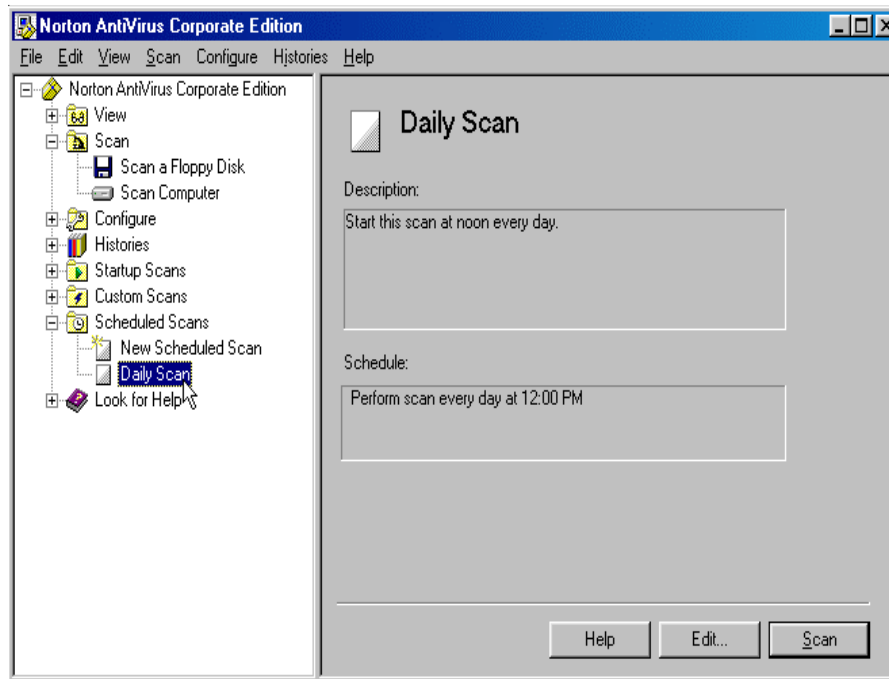 Norton AntiVirus Corporate Edition
File Edit View Scan Configure Histories Help
Norton AntiVirus Corporate Edition
View
Scan
Scan a Floppy Disk
Scan Computer
Configure
Histories
Startup Scans
Custom Scans
Scheduled Scans
New Scheduled Scan
Daily Scan
Look for Help
Daily Scan
Description:
Start this scan at noon every day.
Schedule:
Perform scan every day at 12:00 PM
Help Edit... Scan